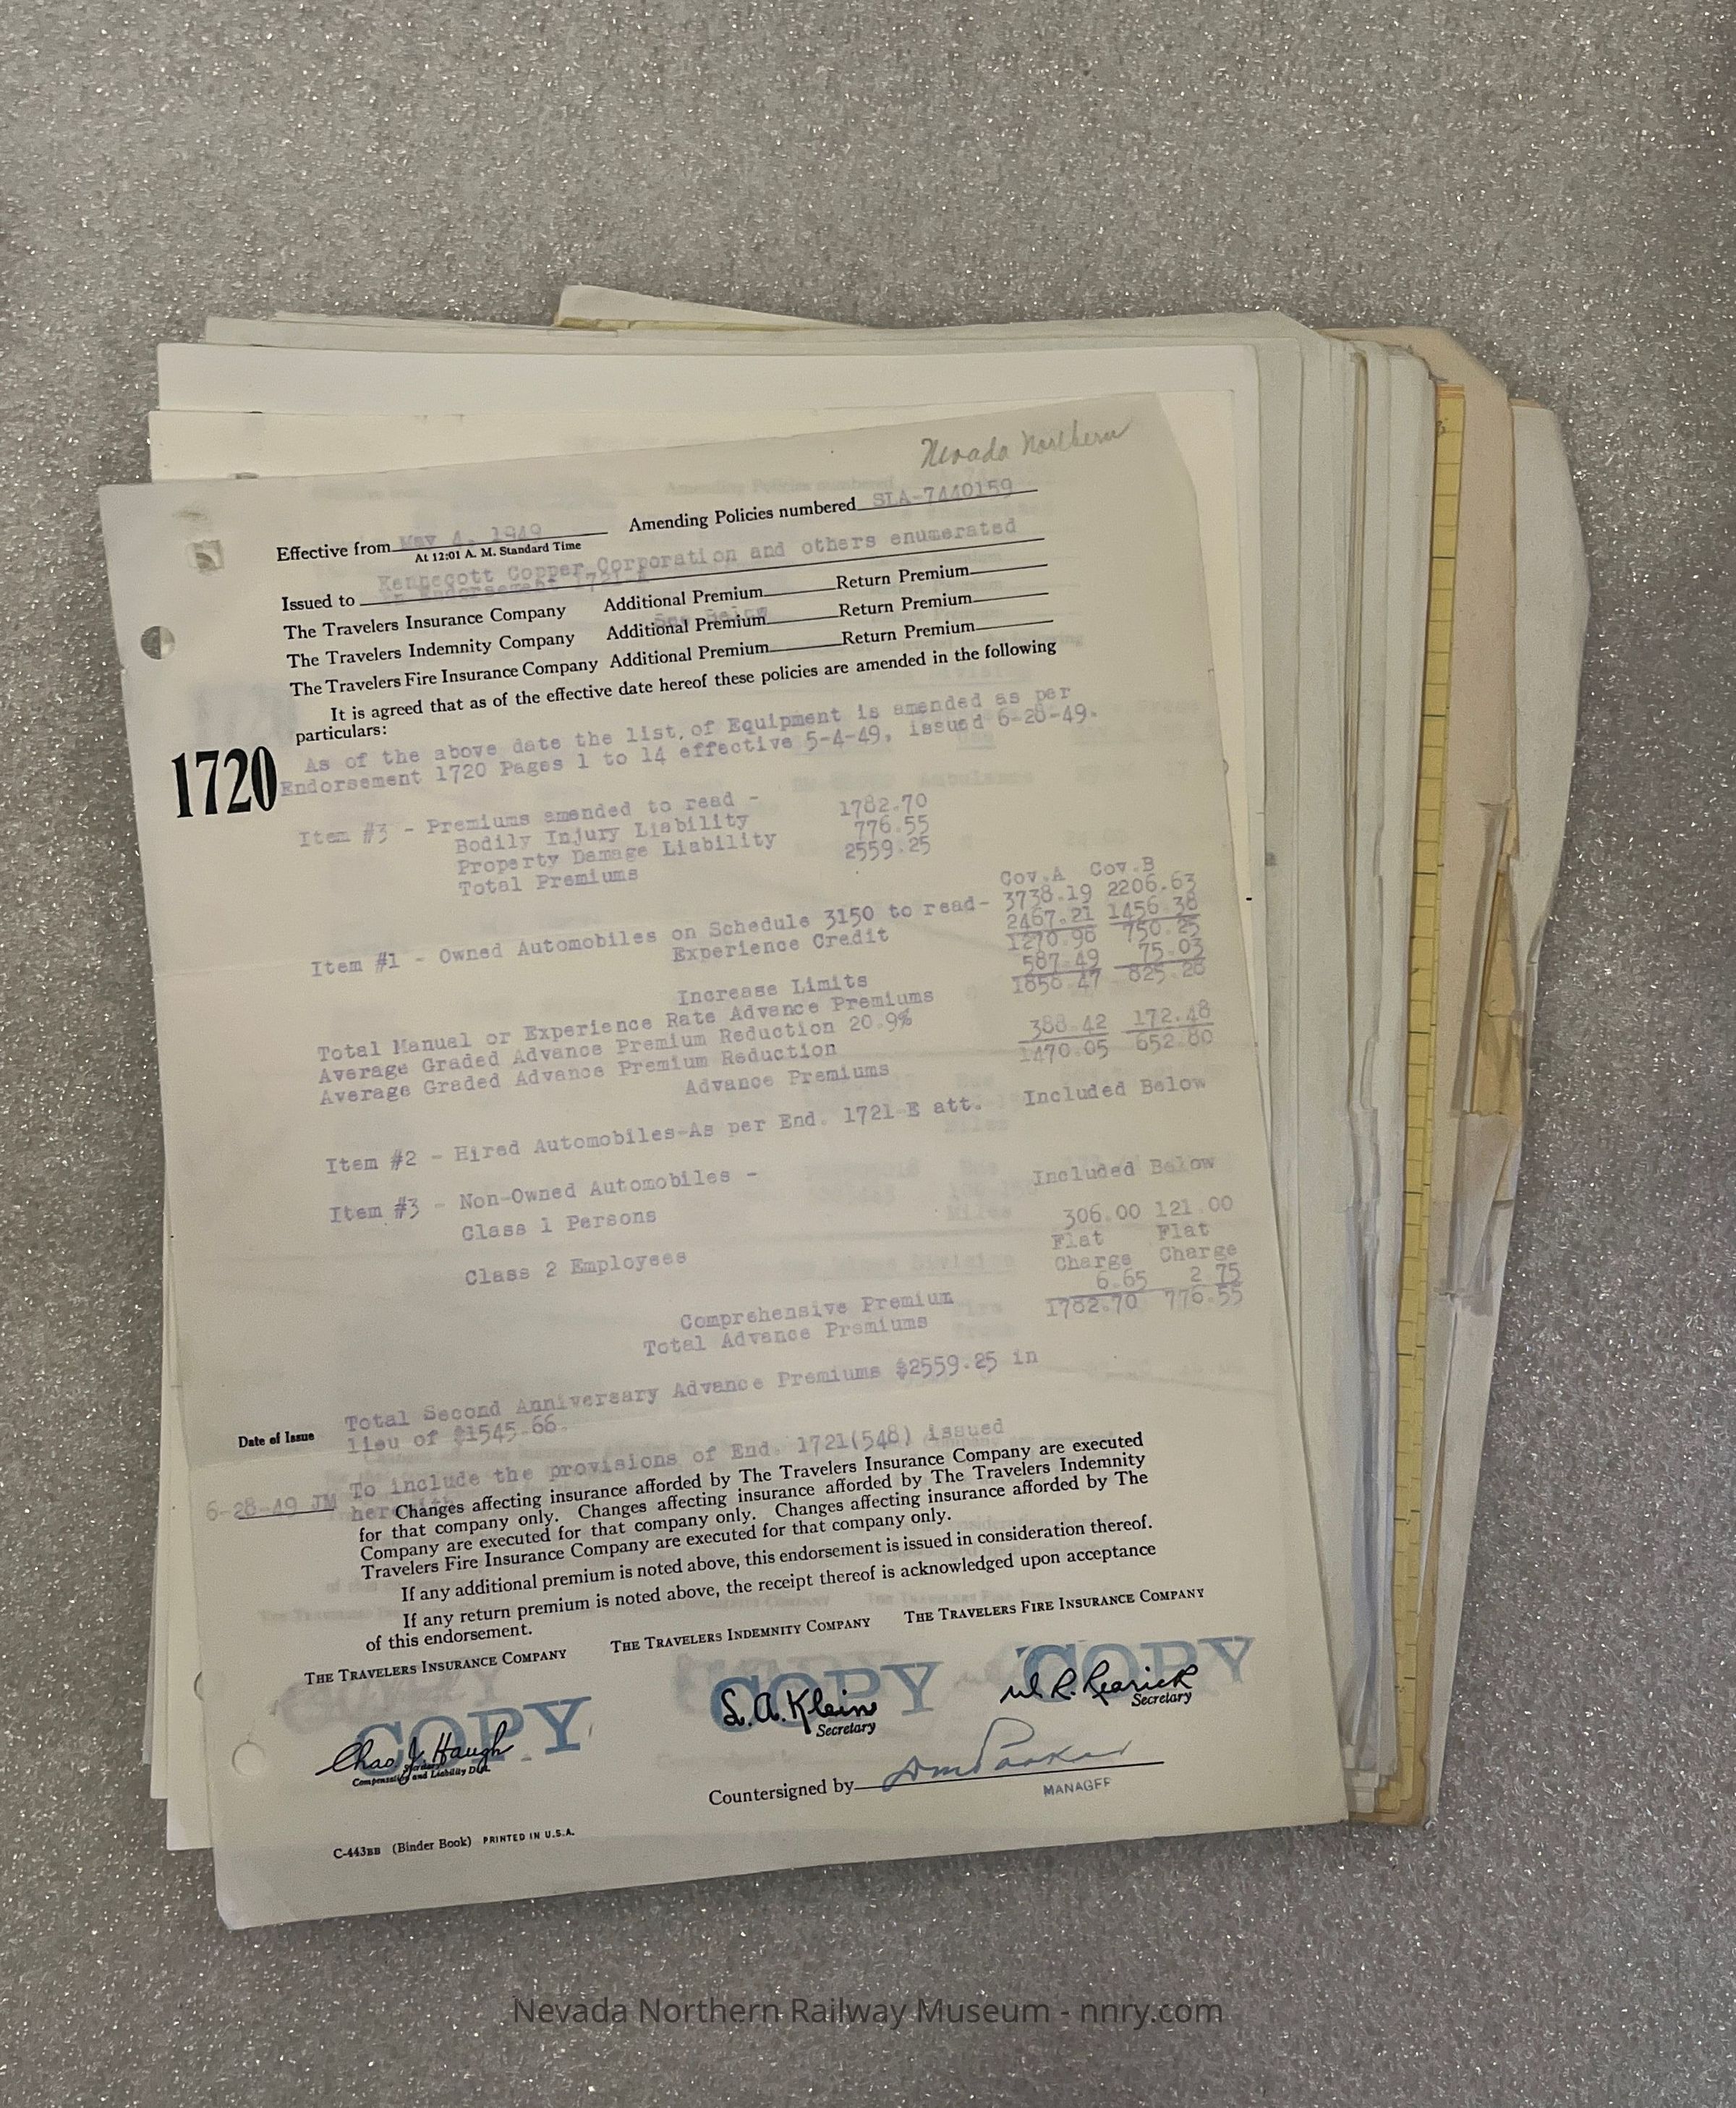 Nevada Northern
Effective from May 4, 1949 Amending Policies numbered SLA-7440159
At 12:01 A. M. Standard Time
Kennecott Copper Corporation and others enumerated
Issued to in Endorsement 1721-E
The Travelers Insurance Company Additional Premium Return Premium
The Travelers Indemnity Company Additional Premium See Below Return Premium
The Travelers Fire Insurance Company Additional Premium Return Premium
It is agreed that as of the effective date hereof these policies are amended in the following
particulars:
1720
As of the above date the list of Equipment is amended as per
Endorsement 1720 Pages 1 to 14 effective 5-4-49, issued 6-28-49.
Item #3 - Premiums amended to read -
Bodily Injury Liability 1782.70
Property Damage Liability 776.55
Total Premiums 2559.25
Cov.A Cov.B
Item #1 - Owned Automobiles on Schedule 3150 to read- 3738.19 2206.63
Experience Credit 2467.21 1456.38
1270.98 750.25
Increase Limits 587.49 75.03
Total Manual or Experience Rate Advance Premiums 1858.47 825.28
Average Graded Advance Premium Reduction 20.9%
Average Graded Advance Premium Reduction 388.42 172.48
Advance Premiums 1470.05 652.80
Item #2 - Hired Automobiles-As per End. 1721-E att. Included Below
Item #3 - Non-Owned Automobiles -
Class 1 Persons Included Below
Class 2 Employees 306.00 121.00
Flat Flat
Charge Charge
Comprehensive Premium 6.65 2.75
Total Advance Premiums 1782.70 776.55
Total Second Anniversary Advance Premiums $2559.25 in
lieu of $1545.66.
Date of Issue
To include the provisions of End. 1721(548) issued
6-28-49 JM
Changes affecting insurance afforded by The Travelers Insurance Company are executed
for that company only. Changes affecting insurance afforded by The Travelers Indemnity
Company are executed for that company only. Changes affecting insurance afforded by The
Travelers Fire Insurance Company are executed for that company only.
If any additional premium is noted above, this endorsement is issued in consideration thereof.
If any return premium is noted above, the receipt thereof is acknowledged upon acceptance
of this endorsement.
THE TRAVELERS INSURANCE COMPANY THE TRAVELERS INDEMNITY COMPANY THE TRAVELERS FIRE INSURANCE COMPANY
COPY COPY COPY
Chas J. Haugh S. A. Klein W R. Rearick
Secretary Secretary Secretary
Compensation and Liability Dept.
Countersigned by
MANAGER
C-443BB (Binder Book) PRINTED IN U.S.A.
Nevada Northern Railway Museum - nnry.com